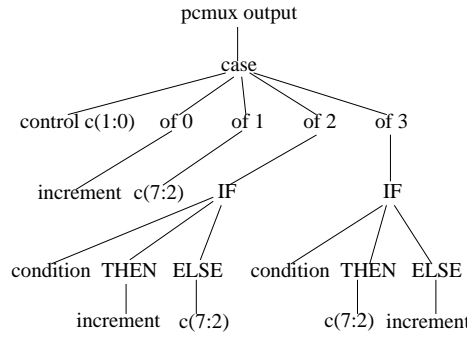 pcmux output
case
control c(1:0) of 0 of 1 of 2 of 3
increment c(7:2) IF IF
condition THEN ELSE condition THEN ELSE
increment c(7:2) c(7:2) increment